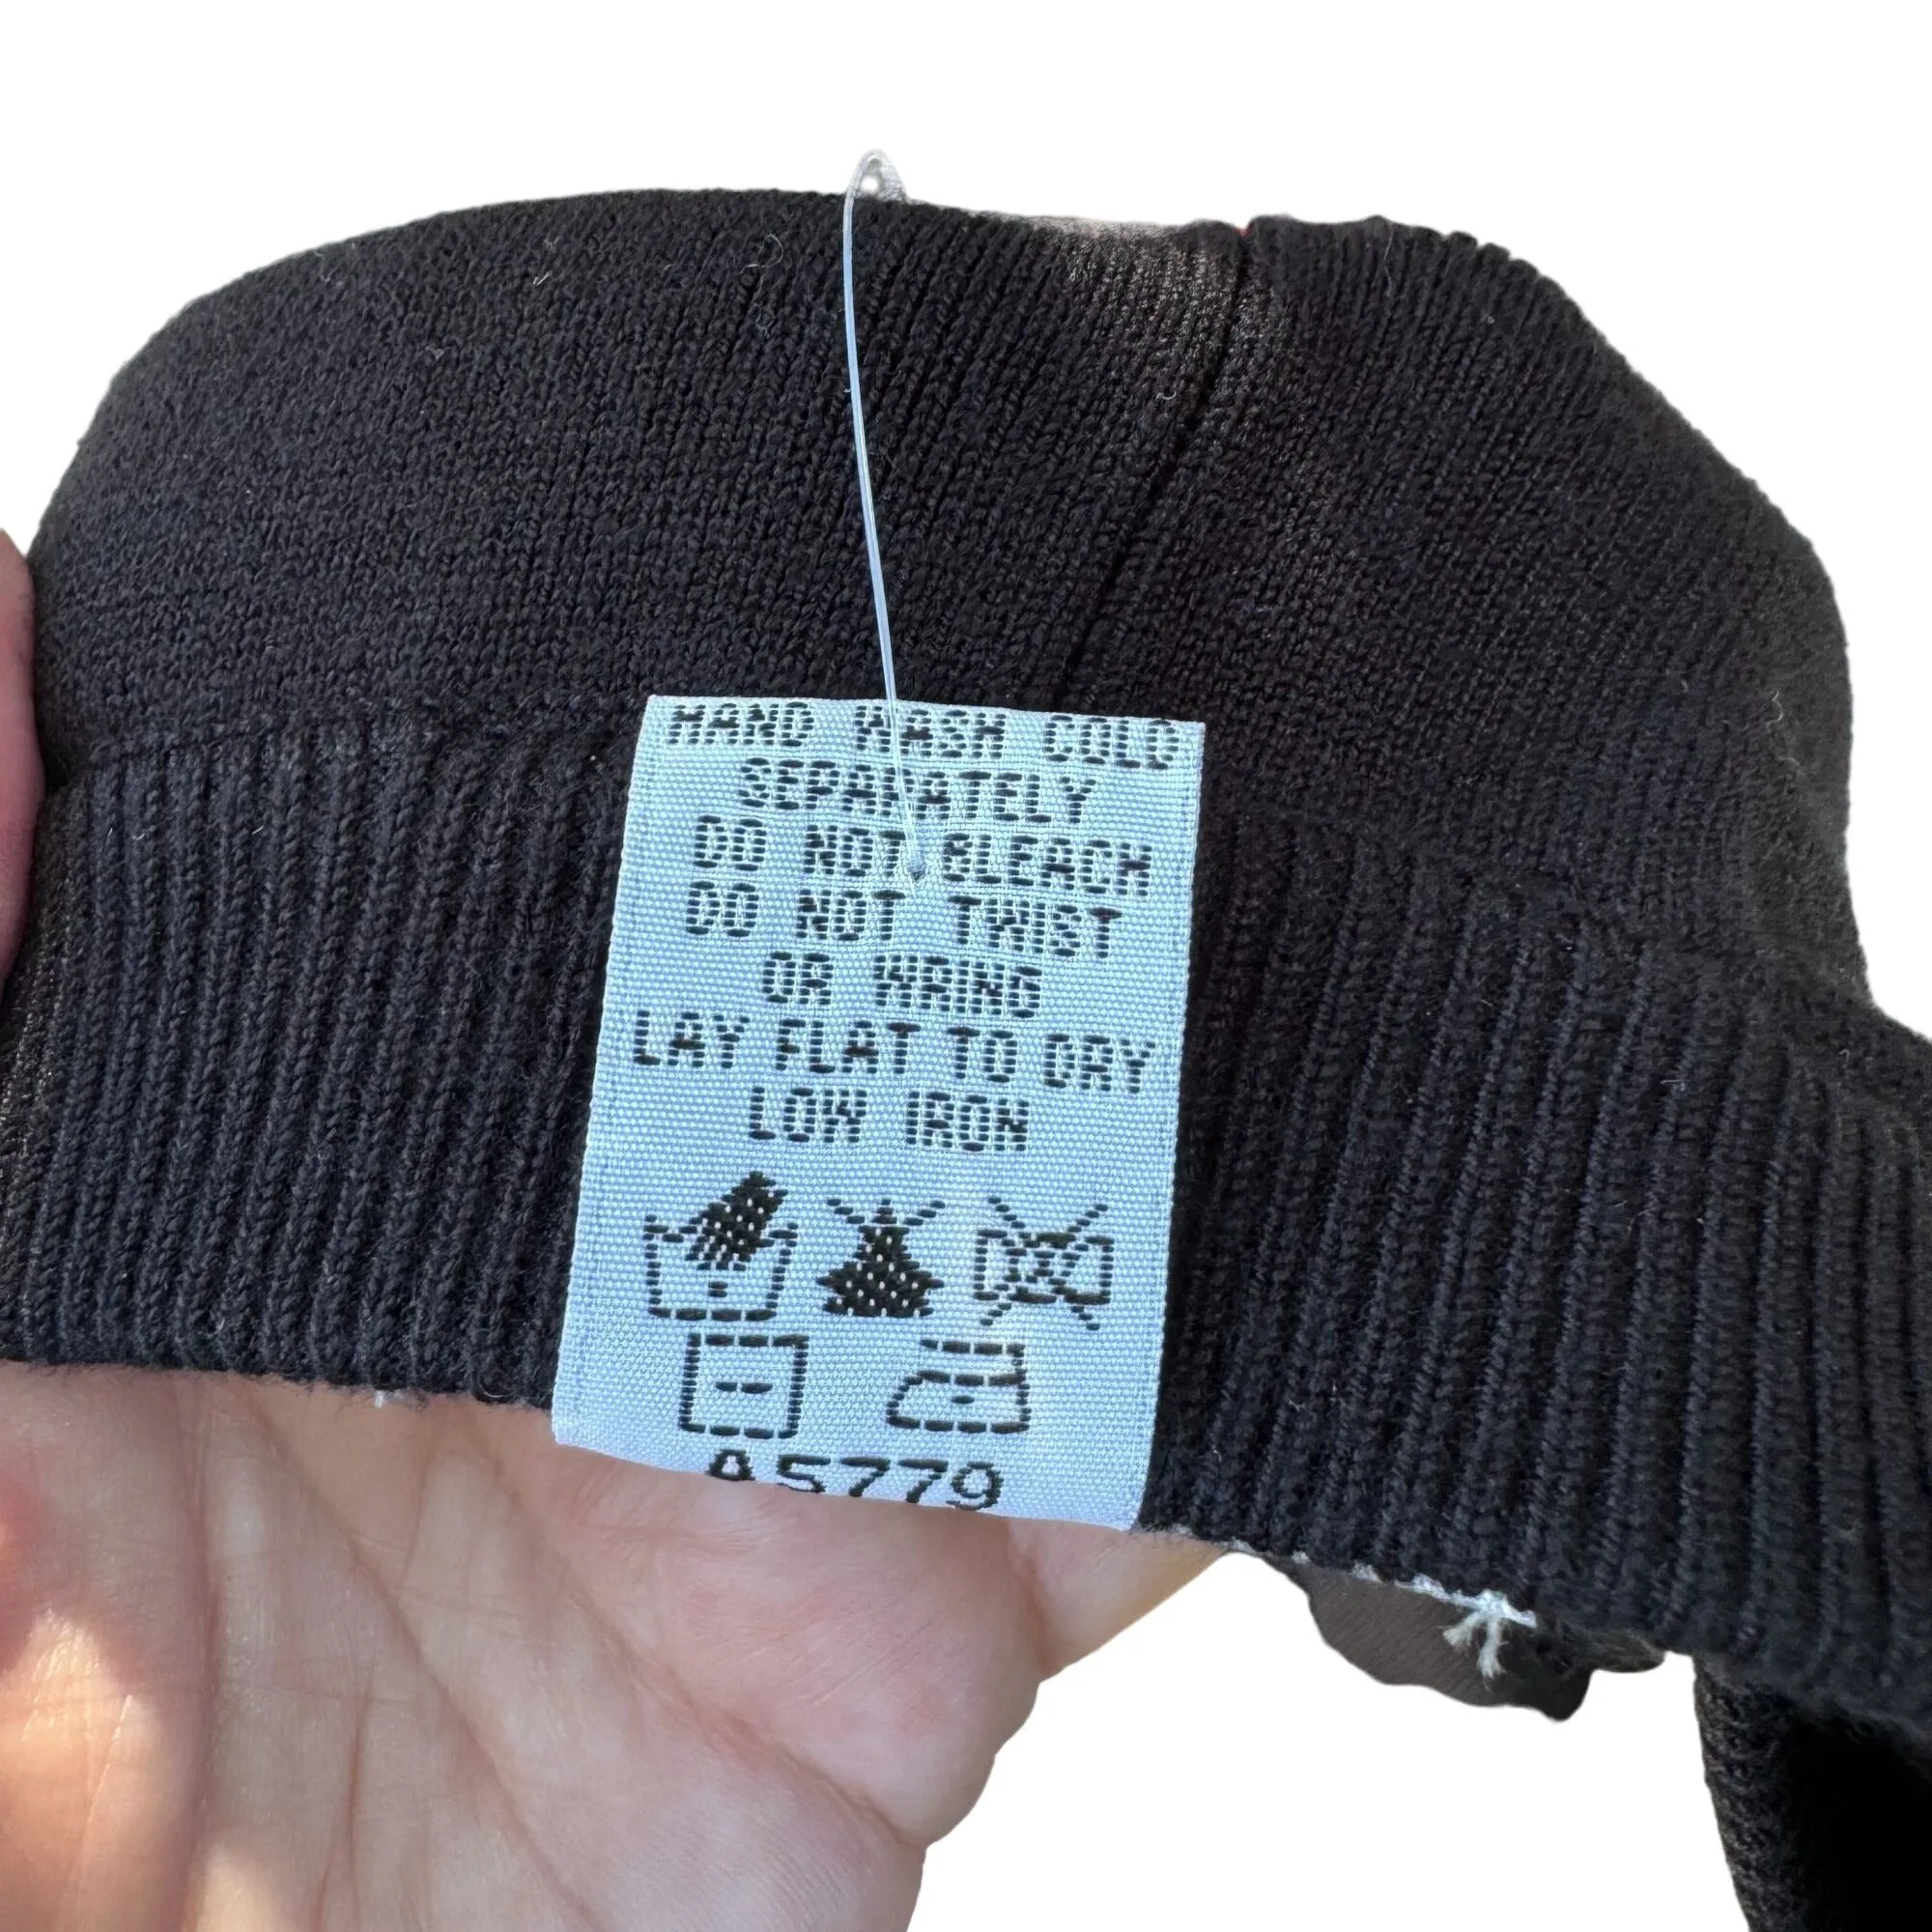 HAND WASH COLD
SEPARATELY
DO NOT BLEACH
DO NOT TWIST
OR WRING
LAY FLAT TO DRY
LOW IRON
A5779